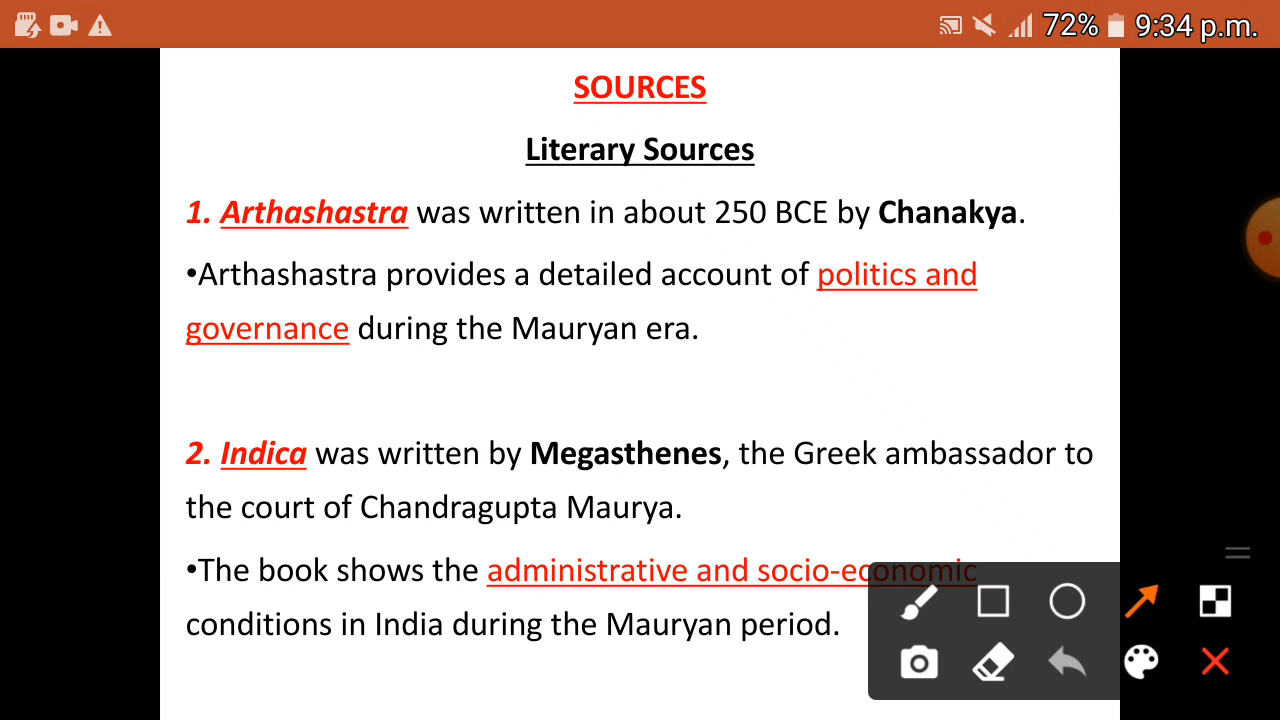 72% 9:34 p.m.
SOURCES
Literary Sources
1. Arthashastra was written in about 250 BCE by Chanakya.
•Arthashastra provides a detailed account of politics and
governance during the Mauryan era.
2. Indica was written by Megasthenes, the Greek ambassador to
the court of Chandragupta Maurya.
•The book shows the administrative and socio-economic
conditions in India during the Mauryan period.